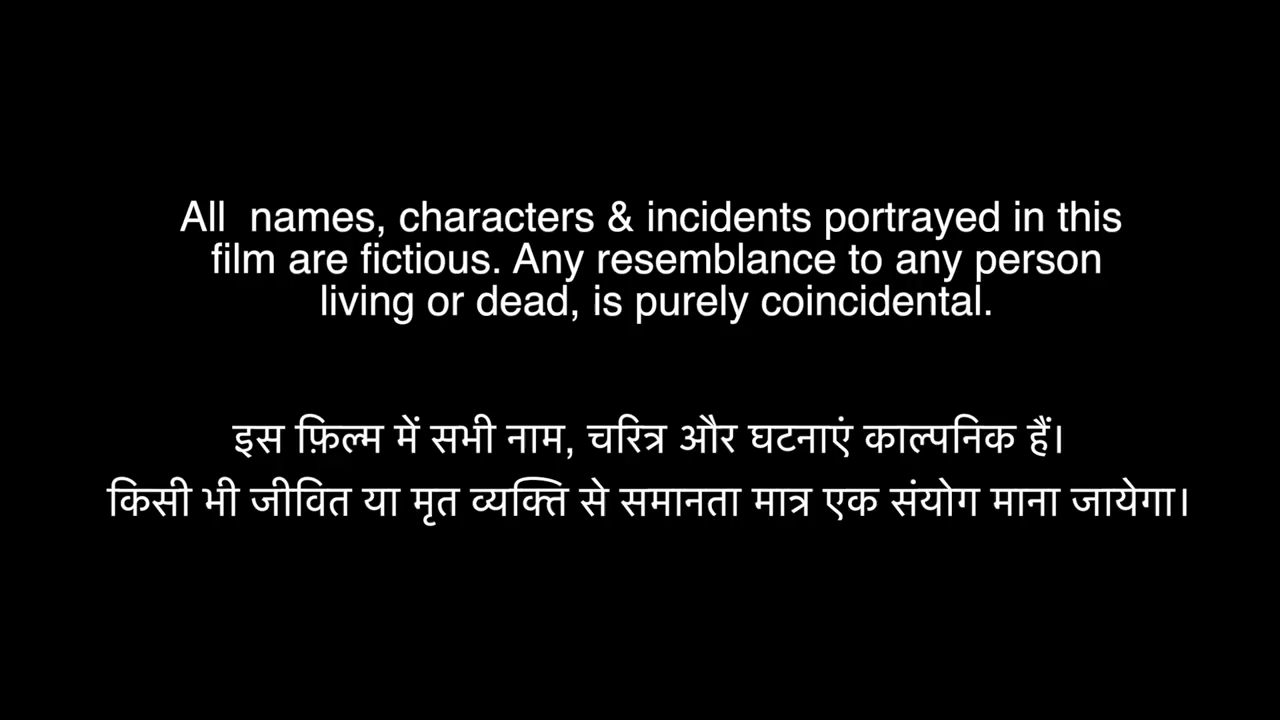 All  names, characters & incidents portrayed in this
film are fictious. Any resemblance to any person
living or dead, is purely coincidental.
इस फ़िल्म में सभी नाम, चरित्र और घटनाएं काल्पनिक हैं।
किसी भी जीवित या मृत व्यक्ति से समानता मात्र एक संयोग माना जायेगा।